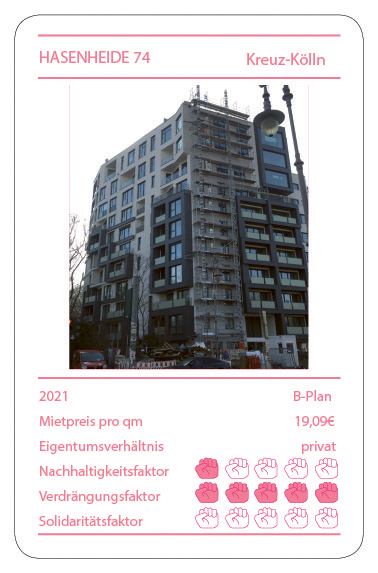 HASENHEIDE 74 Kreuz-Kölln
2021 B-Plan
Mietpreis pro qm 19,09€
Eigentumsverhältnis privat
Nachhaltigkeitsfaktor
Verdrängungsfaktor
Solidaritätsfaktor